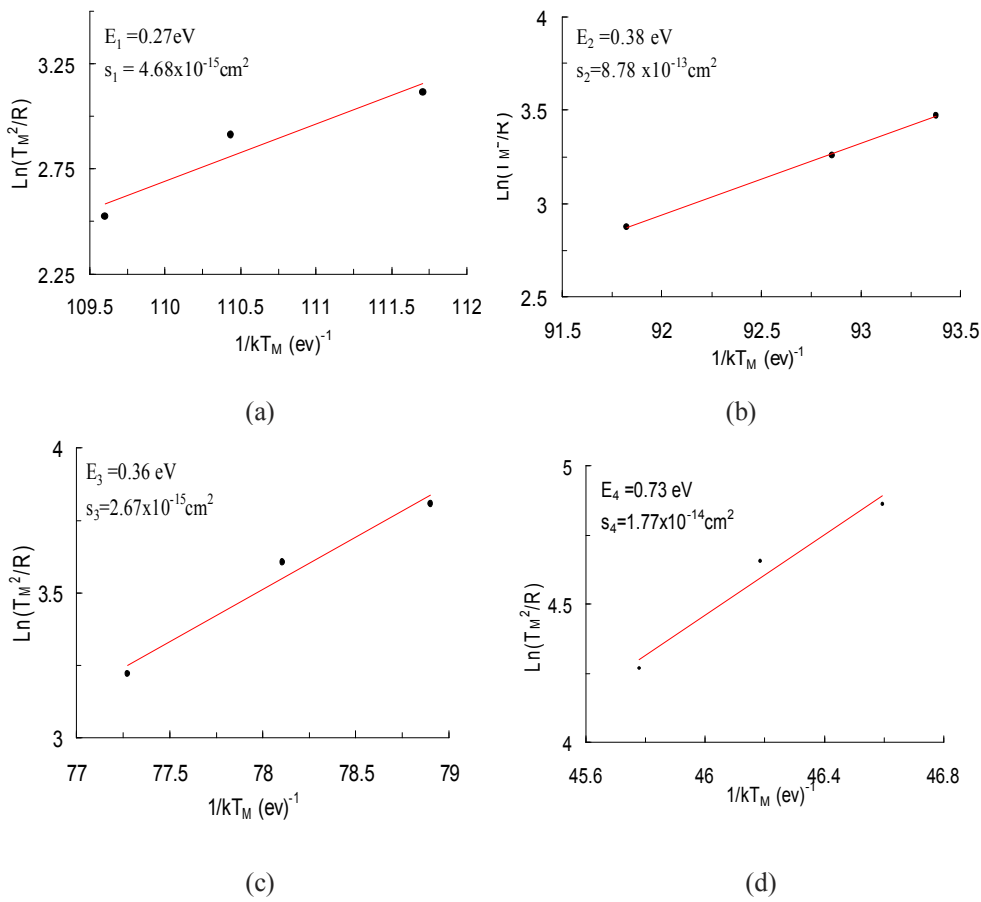 E₁ =0.27eV
s₁ = 4.68x10⁻¹⁵cm²
3.25
2.75
2.25
Ln(TM²/R)
109.5 110 110.5 111 111.5 112
1/kTM (ev)⁻¹
(a)
E₂ =0.38 eV
s₂=8.78 x10⁻¹³cm²
4
3.5
3
2.5
91.5 92 92.5 93 93.5
1/kTM (ev)⁻¹
(b)
E₃ =0.36 eV
s₃=2.67x10⁻¹⁵cm²
4
3.5
3
Ln(TM²/R)
77 77.5 78 78.5 79
1/kTM (ev)⁻¹
(c)
E₄ =0.73 eV
s₄=1.77x10⁻¹⁴cm²
5
4.5
4
Ln(TM²/R)
45.6 46 46.4 46.8
1/kTM (ev)⁻¹
(d)